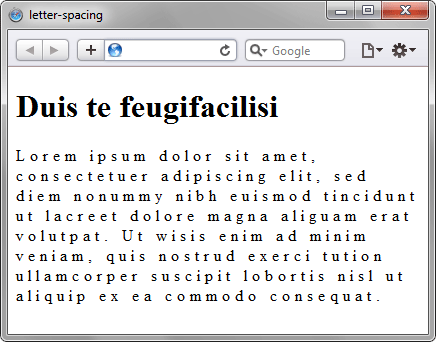 letter-spacing
Google
Duis te feugifacilisi
Lorem ipsum dolor sit amet,
consectetuer adipiscing elit, sed
diem nonummy nibh euismod tincidunt
ut lacreet dolore magna aliguam erat
volutpat. Ut wisis enim ad minim
veniam, quis nostrud exerci tution
ullamcorper suscipit lobortis nisl ut
aliquip ex ea commodo consequat.